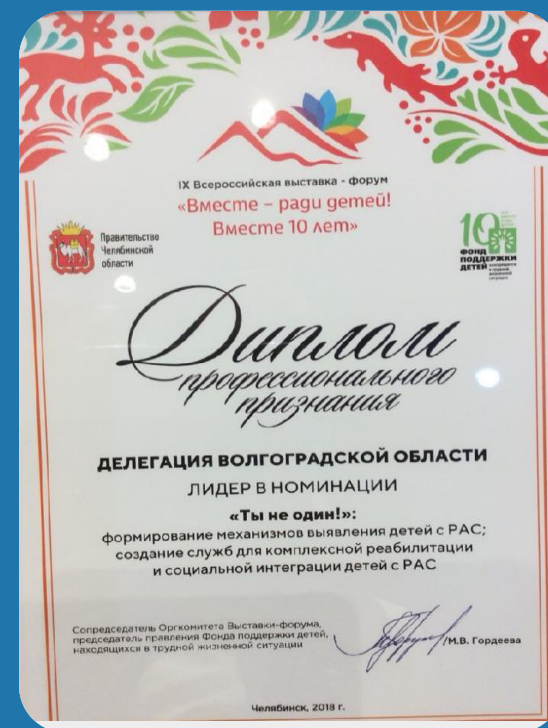 IX Всероссийская выставка - форум
«Вместе – ради детей!
Вместе 10 лет»
Правительство
Челябинской
области
10
ФОНД
ПОДДЕРЖКИ
ДЕТЕЙ
Диплом
профессионального
признания
ДЕЛЕГАЦИЯ ВОЛГОГРАДСКОЙ ОБЛАСТИ
ЛИДЕР В НОМИНАЦИИ
«Ты не один!»:
формирование механизмов выявления детей с РАС;
создание служб для комплексной реабилитации
и социальной интеграции детей с РАС
Сопредседатель Оргкомитета Выставки-форума,
председатель правления Фонда поддержки детей,
находящихся в трудной жизненной ситуации
/М.В. Гордеева
Челябинск, 2018 г.